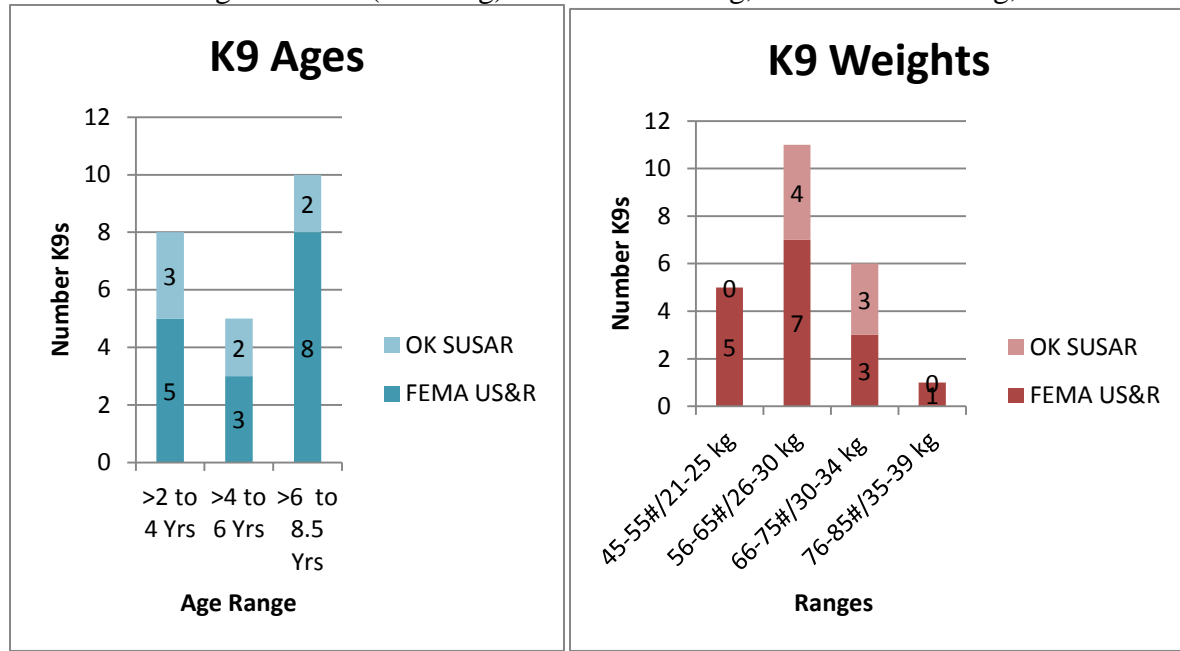 K9 Ages
12
10
8
6
4
2
0
Number K9s
3
5
2
3
2
8
>2 to
4 Yrs
>4 to
6 Yrs
>6 to
8.5
Yrs
Age Range
OK SUSAR
FEMA US&R
K9 Weights
12
10
8
6
4
2
0
Number K9s
0
5
4
7
3
3
0
1
45-55#/21-25 kg
56-65#/26-30 kg
66-75#/30-34 kg
76-85#/35-39 kg
Ranges
OK SUSAR
FEMA US&R